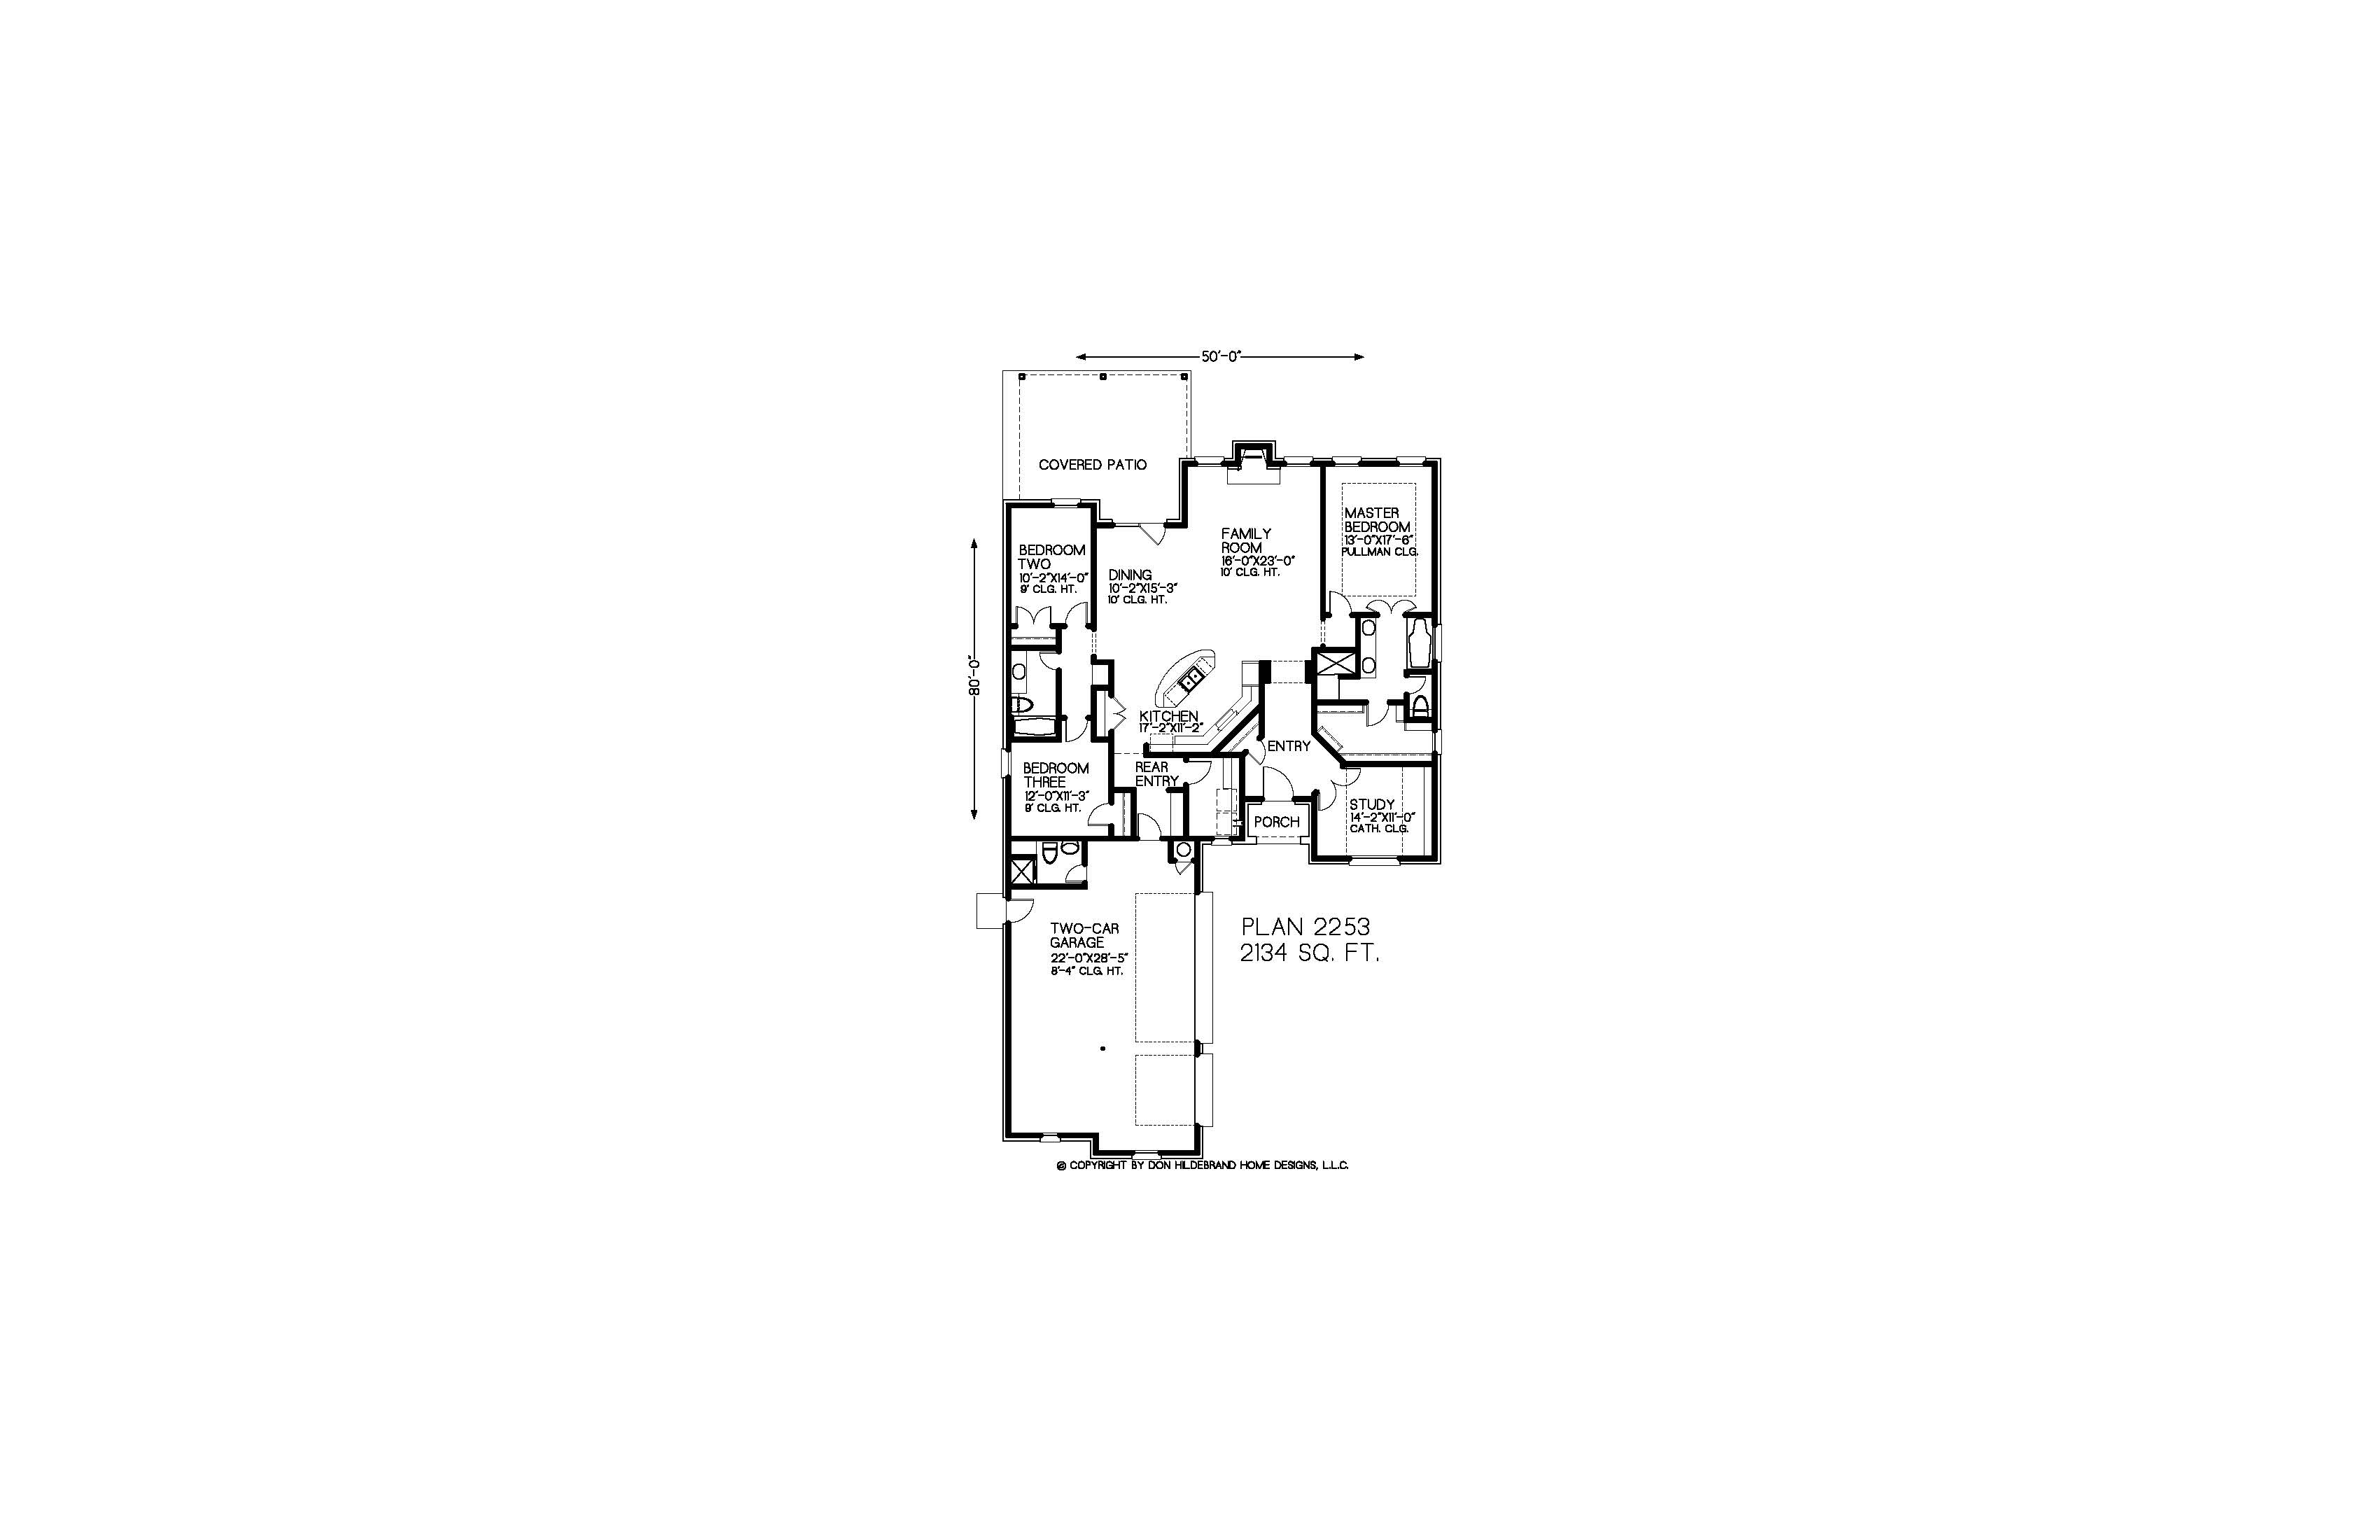 50'-0"
COVERED PATIO
MASTER
BEDROOM
13'-0"X17'-6"
PULLMAN CLG.
FAMILY
ROOM
16'-0"X23'-0"
10' CLG. HT.
BEDROOM
TWO
10'-2"X14'-0"
9' CLG. HT.
DINING
10'-2"X15'-3"
10' CLG. HT.
80'-0"
KITCHEN
17'-2"X11'-2"
ENTRY
BEDROOM
THREE
12'-0"X11'-3"
9' CLG. HT.
REAR
ENTRY
PORCH
STUDY
14'-2"X11'-0"
CATH. CLG.
TWO-CAR
GARAGE
22'-0"X28'-5"
8'-4" CLG. HT.
PLAN 2253
2134 SQ. FT.
© COPYRIGHT BY DON HILDEBRAND HOME DESIGNS, L.L.C.